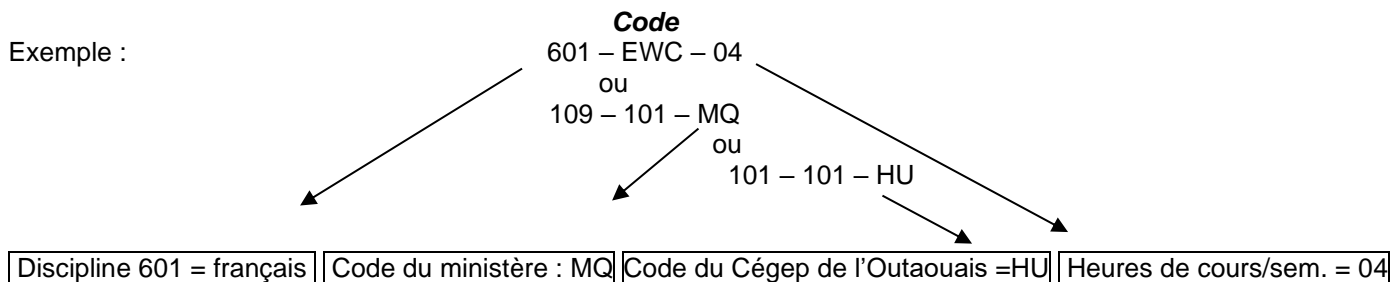 Code
Exemple : 601 – EWC – 04
ou
109 – 101 – MQ
ou
101 – 101 – HU
Discipline 601 = français Code du ministère : MQ Code du Cégep de l’Outaouais =HU Heures de cours/sem. = 04